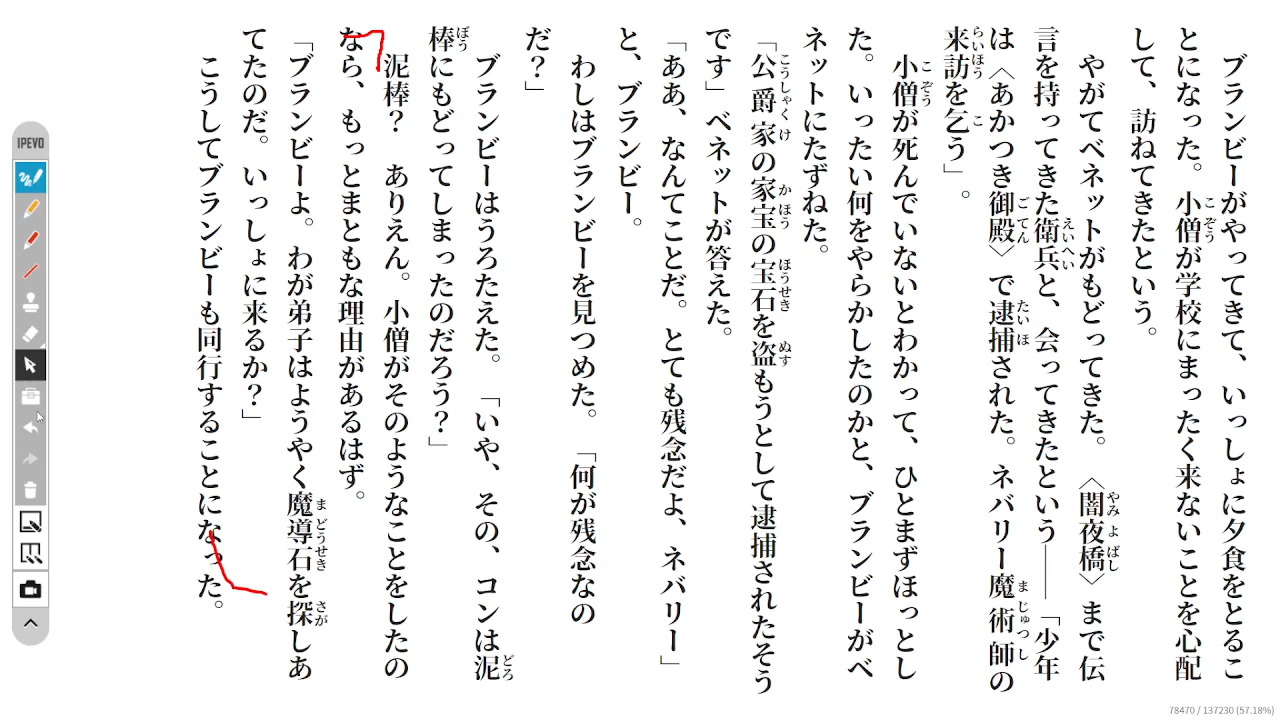 ブランビーがやってきて、いっしょに夕食をとるこ
とになった。小僧が学校にまったく来ないことを心配
して、訪ねてきたという。
やがてベネットがもどってきた。〈闇夜橋〉まで伝
言を持ってきた衛兵と、会ってきたという――「少年
は〈あかつき御殿〉で逮捕された。ネバリー魔術師の
来訪を乞う」。
小僧が死んでいないとわかって、ひとまずほっとし
た。いったい何をやらかしたのかと、ブランビーがベ
ネットにたずねた。
「公爵家の家宝の宝石を盗もうとして逮捕されたそう
です」ベネットが答えた。
「ああ、なんてことだ。とても残念だよ、ネバリー」
と、ブランビー。
わしはブランビーを見つめた。「何が残念なの
だ？」
ブランビーはうろたえた。「いや、その、コンは泥
棒にもどってしまったのだろう？」
泥棒？　ありえん。小僧がそのようなことをしたの
なら、もっとまともな理由があるはず。
「ブランビーよ。わが弟子はようやく魔導石を探しあ
てたのだ。いっしょに来るか？」
こうしてブランビーも同行することになった。
IPEVO
78470 / 137230 (57.18%)